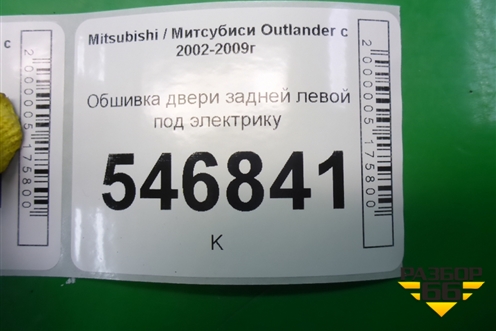 с
Mitsubishi / Митсубиси Outlander с
2002-2009г
Обшивка двери задней левой
под электрику
546841
К
2000005175800
2000005175800
РАЗБОР
66